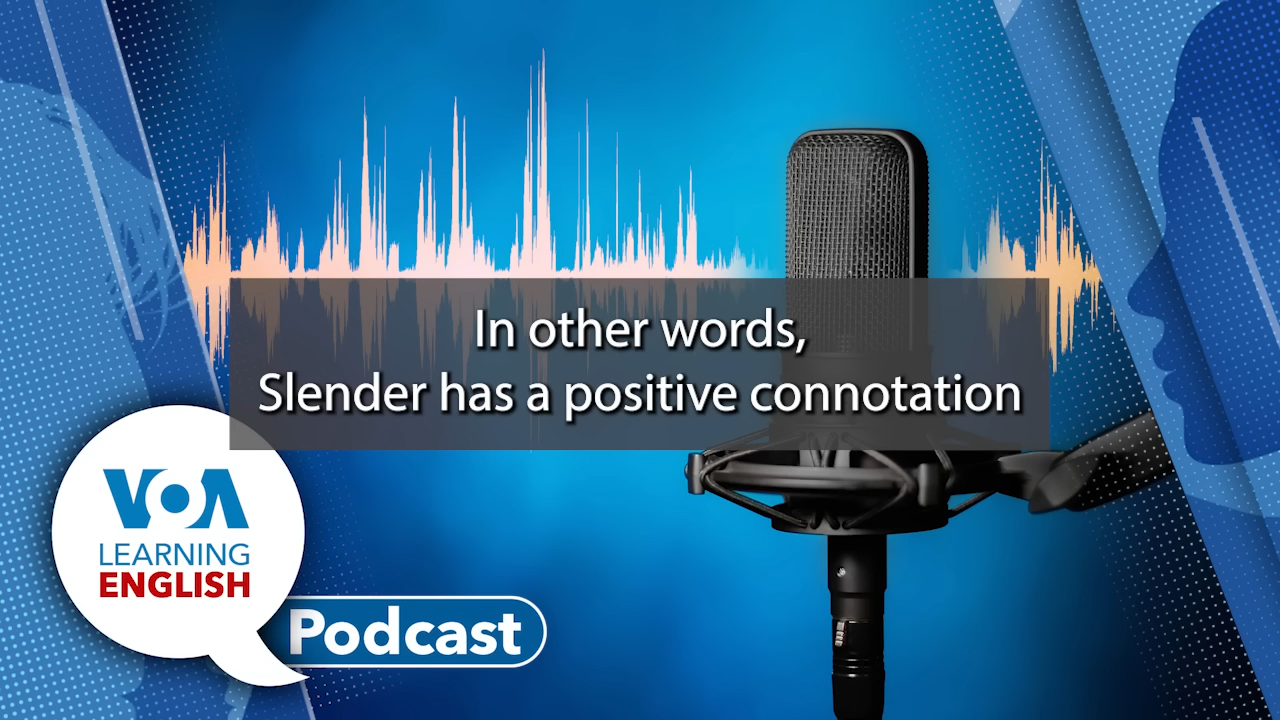 In other words,
Slender has a positive connotation
VOA
LEARNING
ENGLISH
Podcast